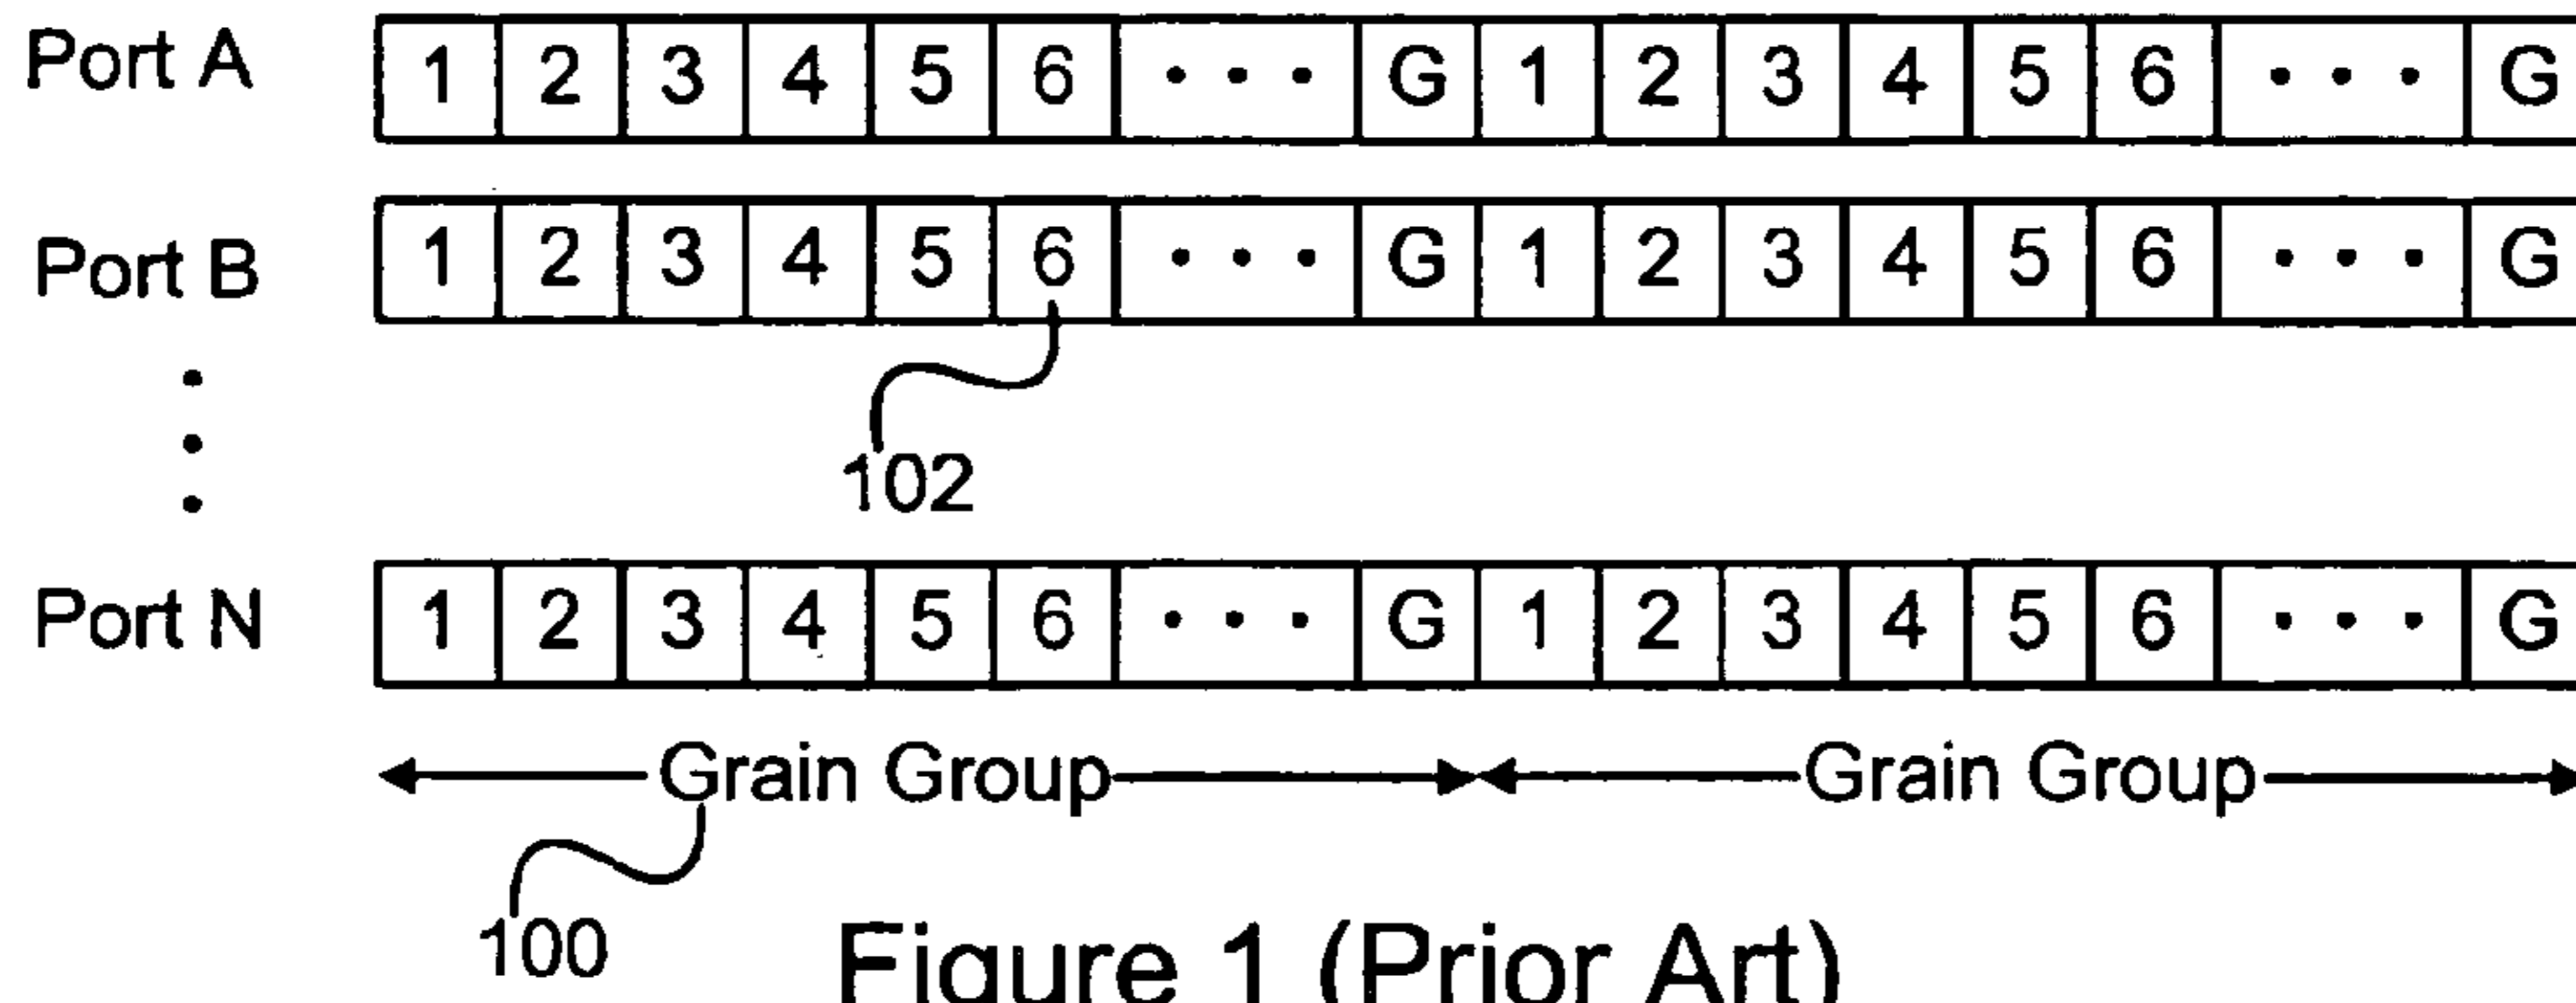 Port A 1 2 3 4 5 6 • • • G 1 2 3 4 5 6 • • • G
Port B 1 2 3 4 5 6 • • • G 1 2 3 4 5 6 • • • G
102
Port N 1 2 3 4 5 6 • • • G 1 2 3 4 5 6 • • • G
Grain Group Grain Group
100
Figure 1 (Prior Art)